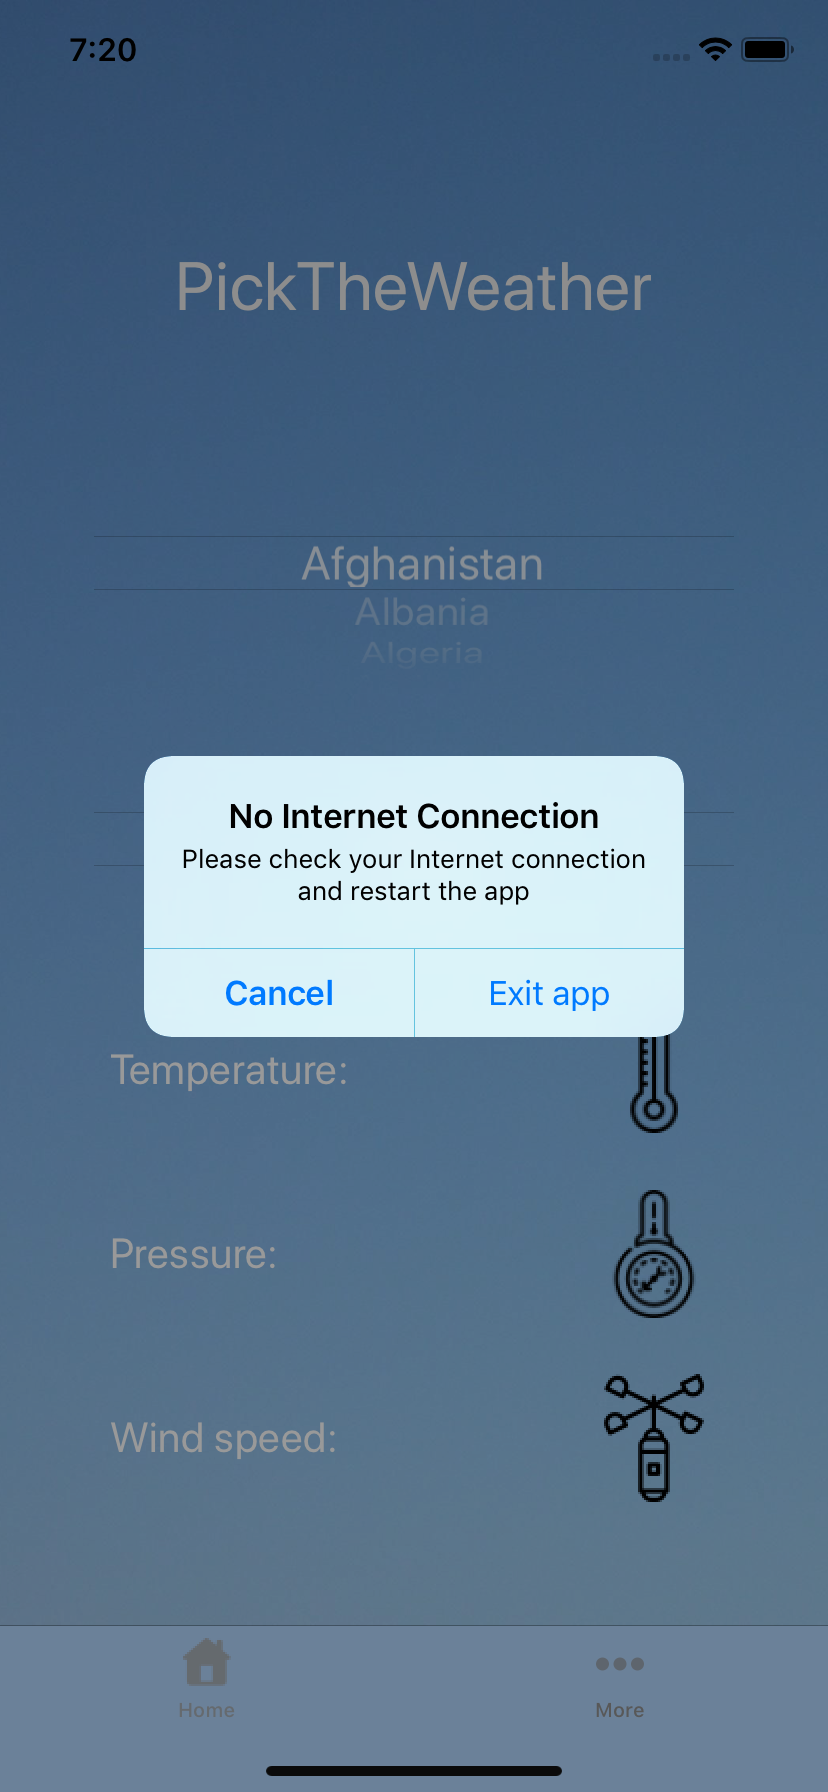 7:20
PickTheWeather
Afghanistan
Albania
Algeria
No Internet Connection
Please check your Internet connection
and restart the app
Cancel
Exit app
Temperature:
Pressure:
Wind speed:
Home
More